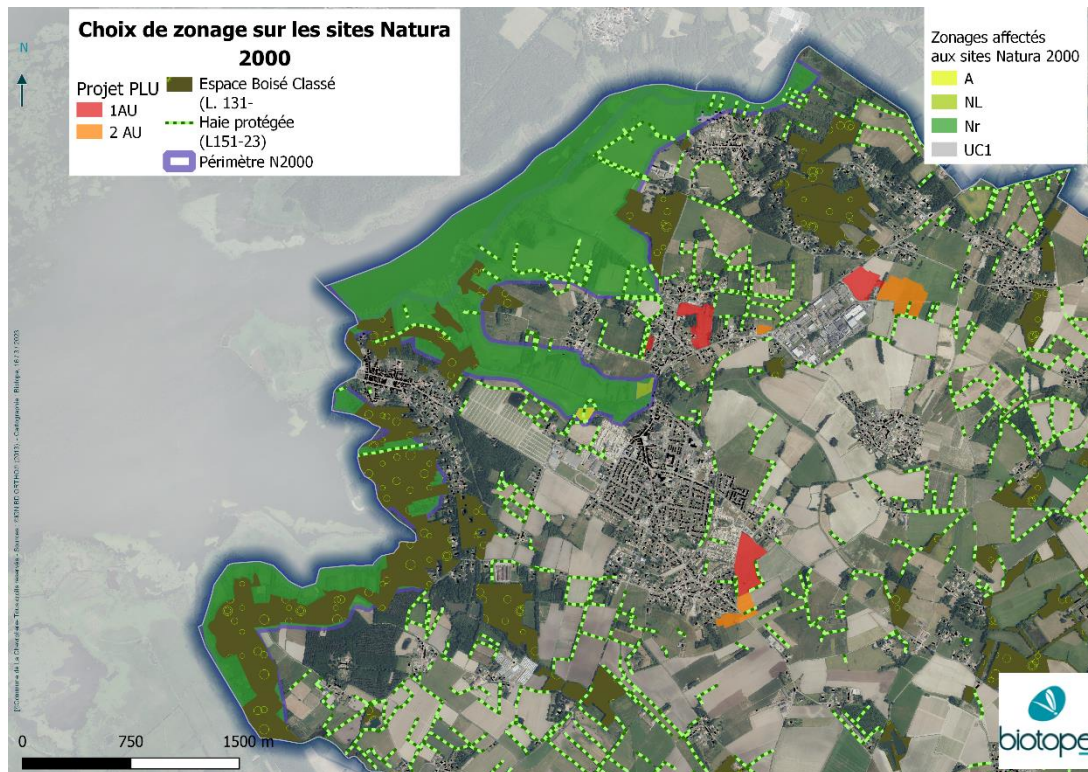 Choix de zonage sur les sites Natura
2000
N
Projet PLU
1AU
2 AU
Espace Boisé Classé
(L. 131-
Haie protégée
(L151-23)
Périmètre N2000
Zonages affectés
aux sites Natura 2000
A
NL
Nr
UC1
0 750 1500 m
biotope